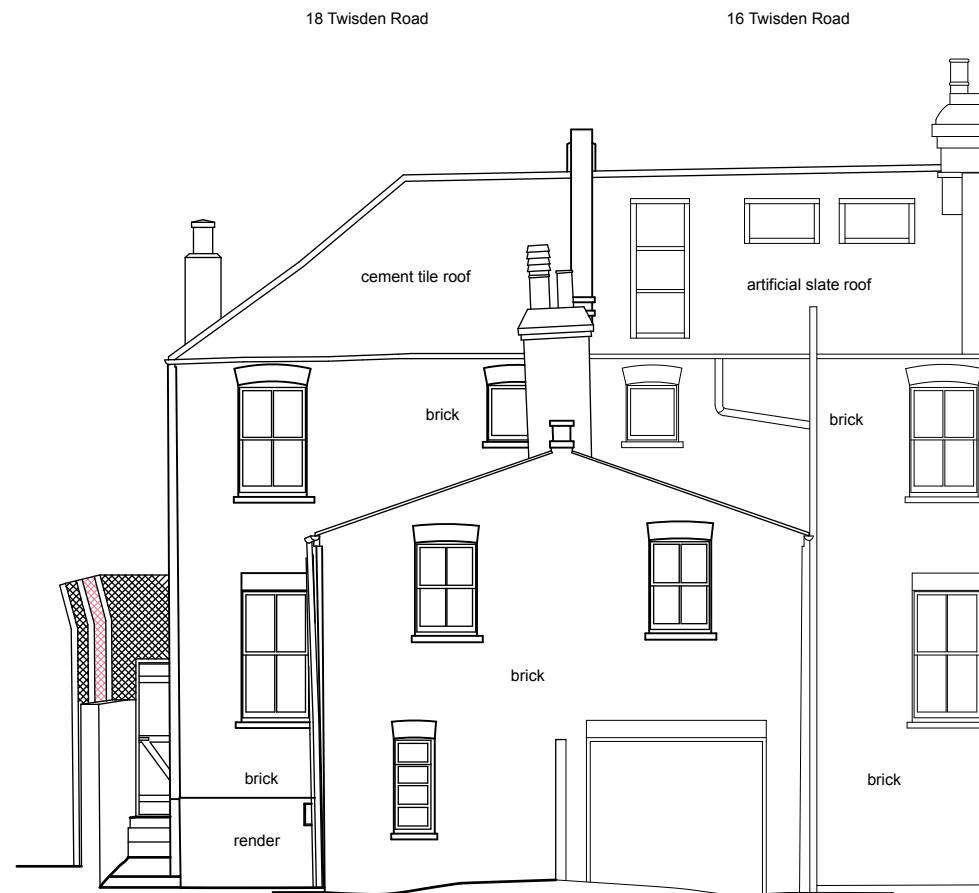 18 Twisden Road
16 Twisden Road
cement tile roof
artificial slate roof
brick
brick
brick
brick
brick
render